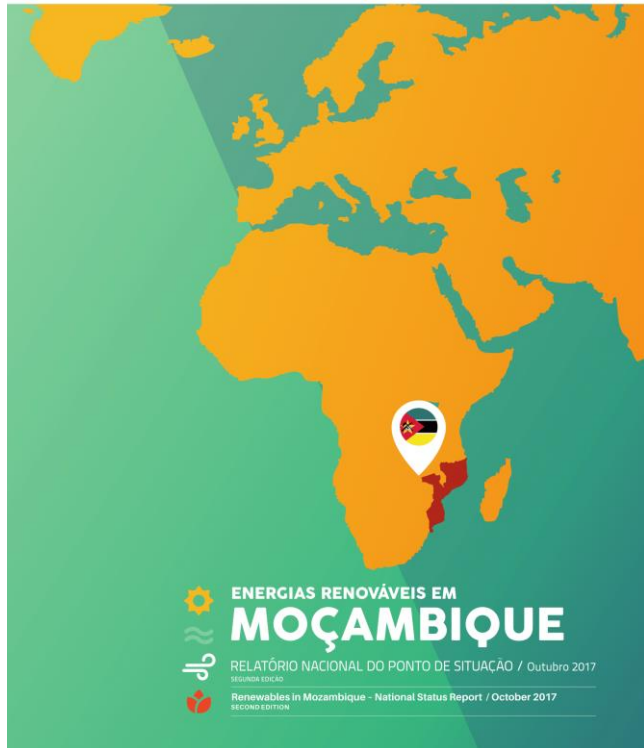 ENERGIAS RENOVÁVEIS EM
MOÇAMBIQUE
RELATÓRIO NACIONAL DO PONTO DE SITUAÇÃO / Outubro 2017
SEGUNDA EDIÇÃO
Renewables in Mozambique - National Status Report / October 2017
SECOND EDITION